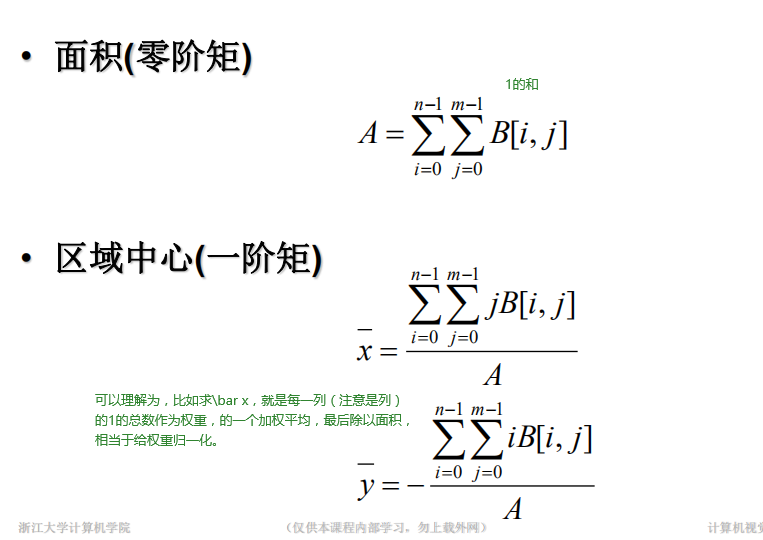 • 面积(零阶矩)
1的和
A = \sum_{i=0}^{n-1} \sum_{j=0}^{m-1} B[i, j]
• 区域中心(一阶矩)
\overline{x} = \frac{\sum_{i=0}^{n-1} \sum_{j=0}^{m-1} jB[i, j]}{A}
可以理解为，比如求\bar x，就是每一列（注意是列）
的1的总数作为权重，的一个加权平均，最后除以面积，
相当于给权重归一化。
\overline{y} = -\frac{\sum_{i=0}^{n-1} \sum_{j=0}^{m-1} iB[i, j]}{A}
浙江大学计算机学院 （仅供本课程内部学习。勿上载外网） 计算机视